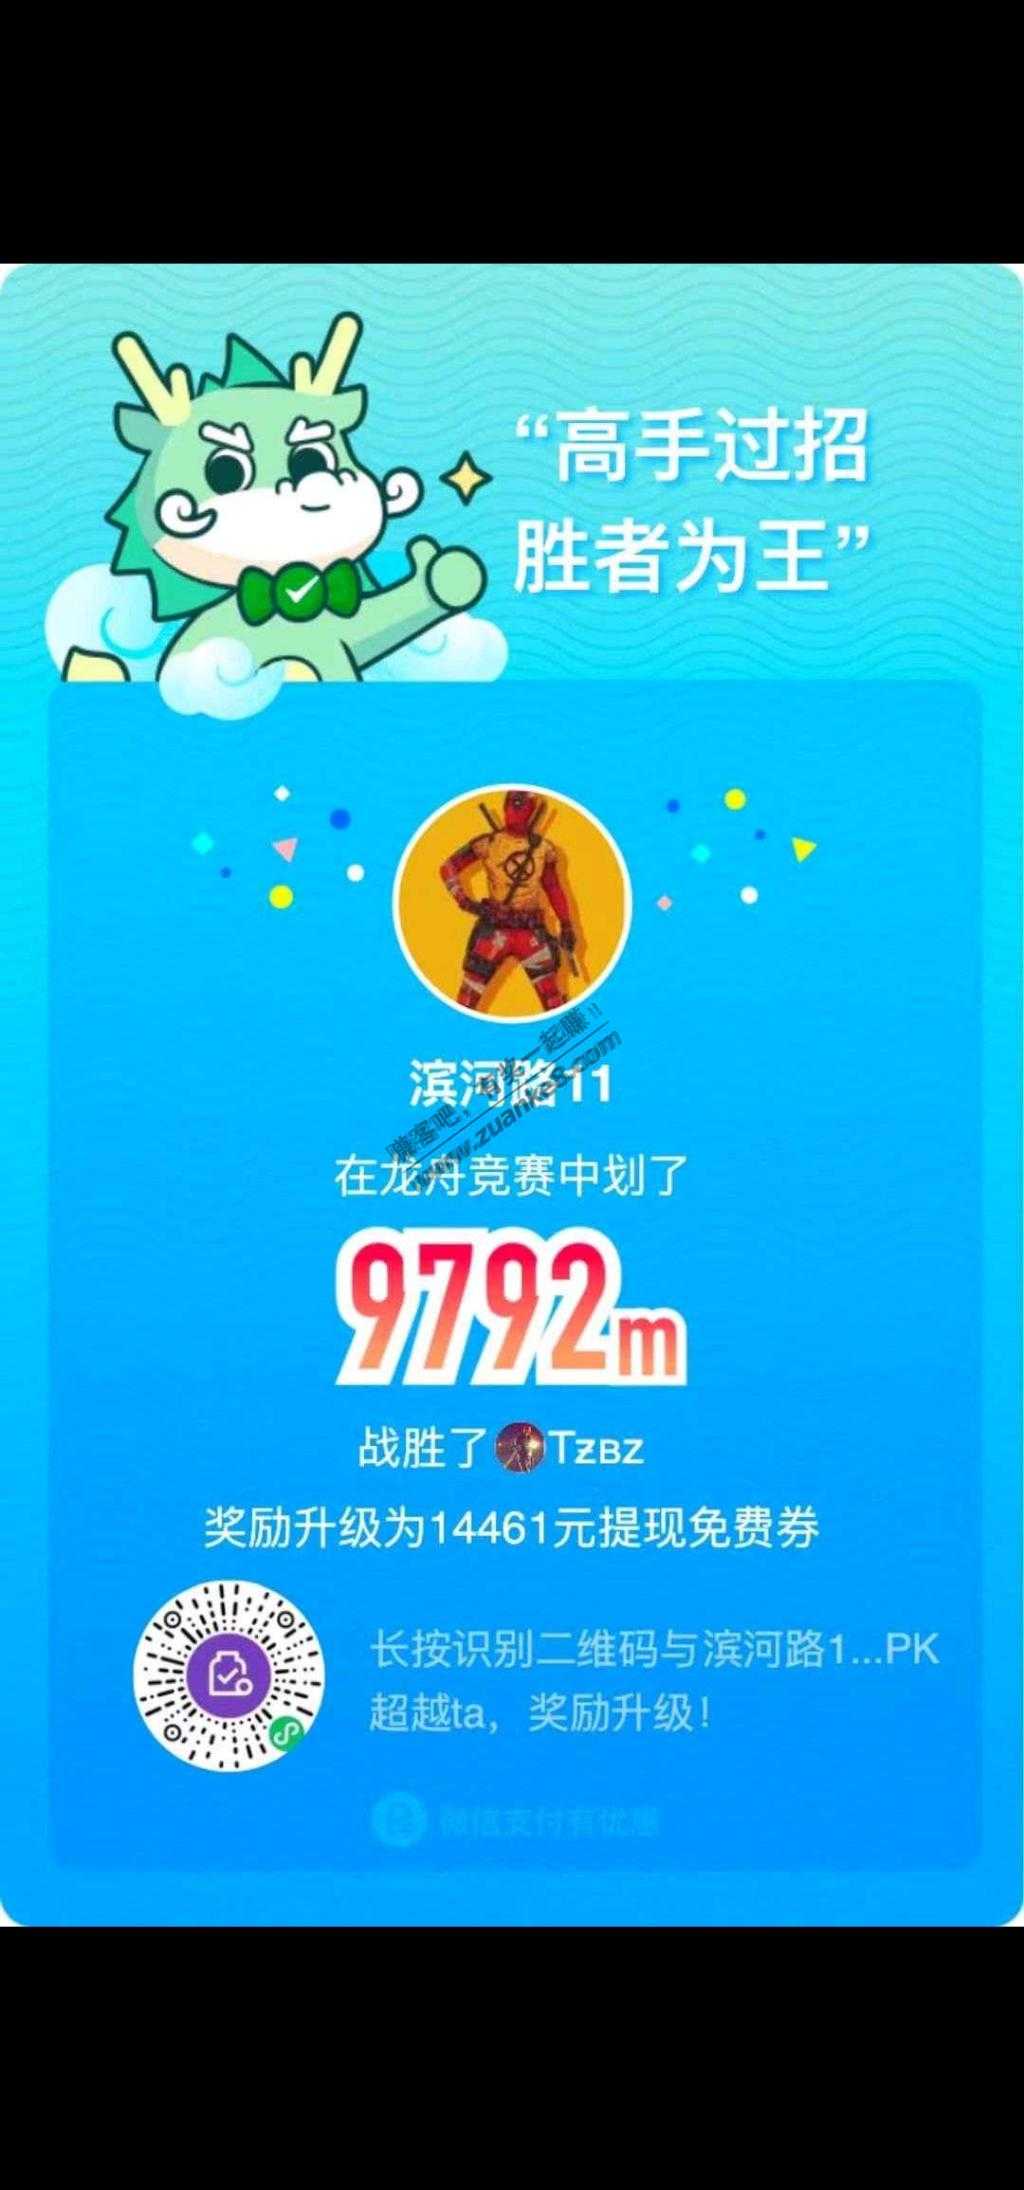 “高手过招
胜者为王”
滨河路11
赚客吧，有奖一起赚！！
www.zuanke8.com
在龙舟竞赛中划了
9792m
战胜了TZBZ
奖励升级为14461元提现免费券
长按识别二维码与滨河路1...PK
超越ta，奖励升级！
微信支付有优惠